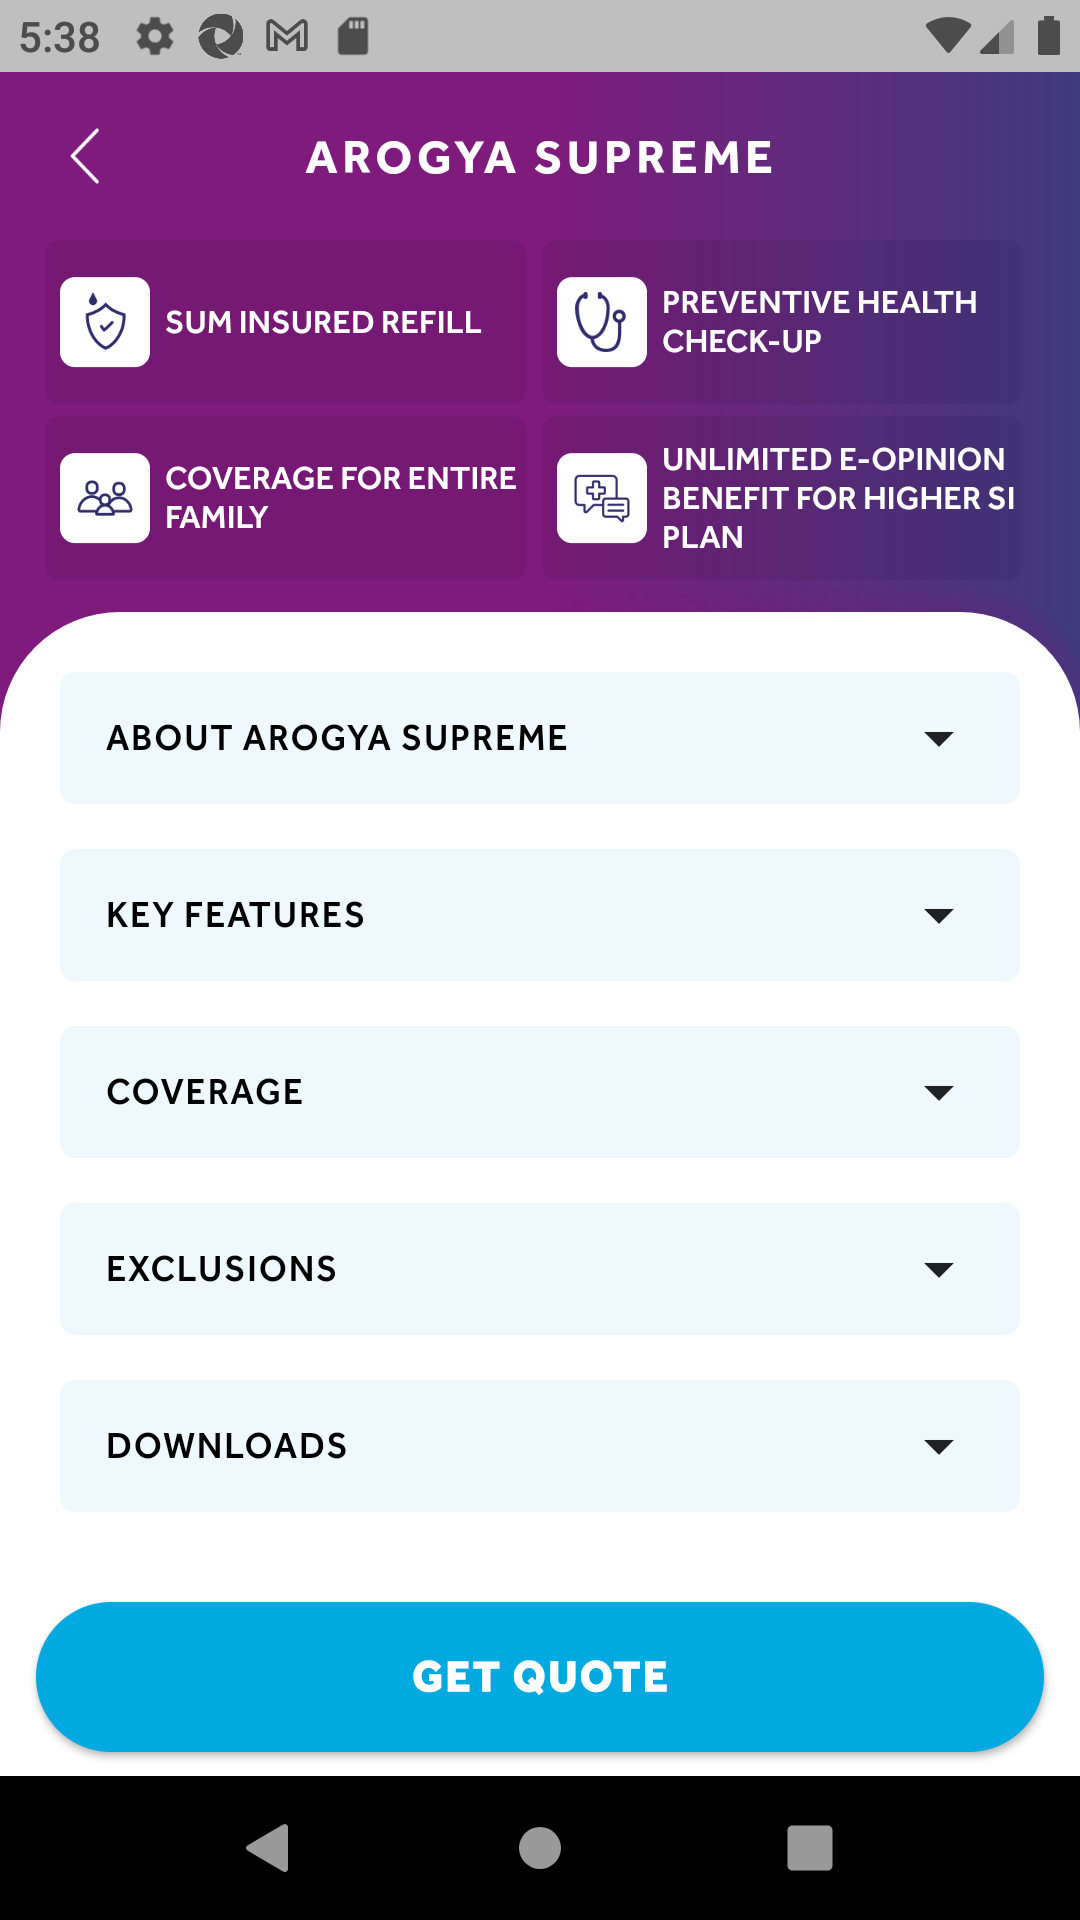 5:38
AROGYA SUPREME
SUM INSURED REFILL
PREVENTIVE HEALTH
CHECK-UP
COVERAGE FOR ENTIRE
FAMILY
UNLIMITED E-OPINION
BENEFIT FOR HIGHER SI
PLAN
ABOUT AROGYA SUPREME
KEY FEATURES
COVERAGE
EXCLUSIONS
DOWNLOADS
GET QUOTE